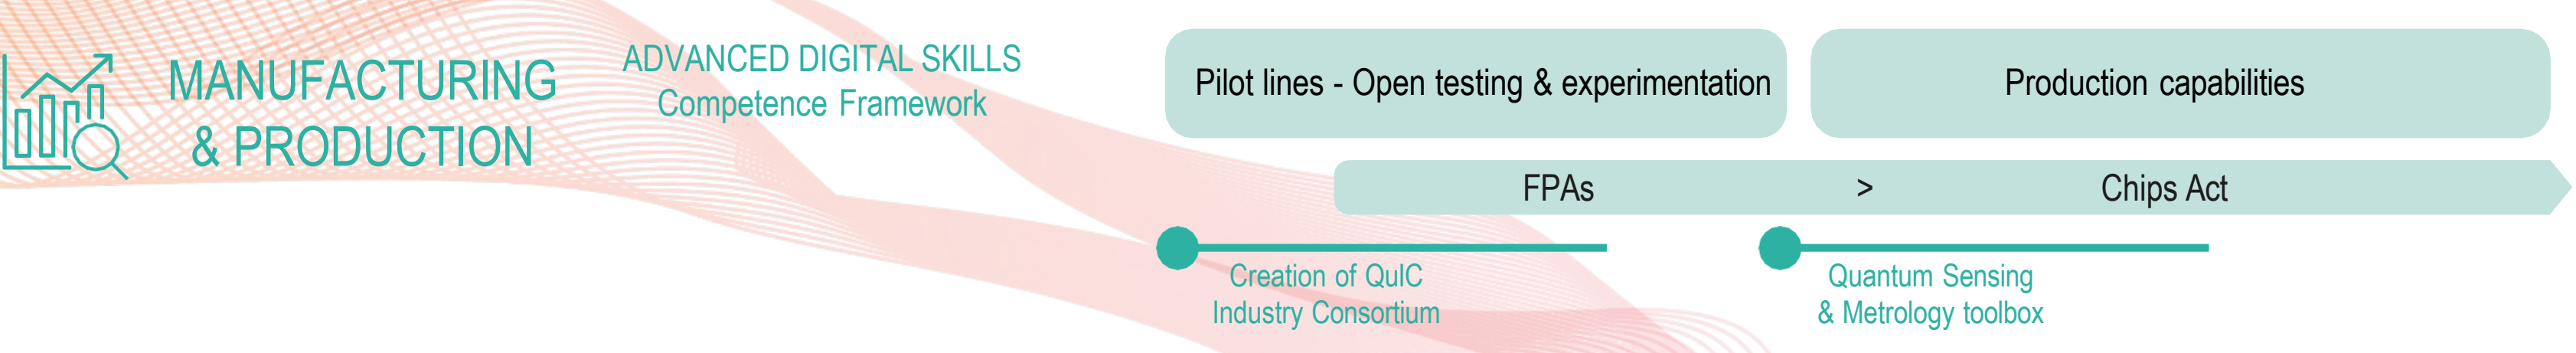 MANUFACTURING
& PRODUCTION
ADVANCED DIGITAL SKILLS
Competence Framework
Pilot lines - Open testing & experimentation
Production capabilities
FPAs > Chips Act
Creation of QuIC
Industry Consortium
Quantum Sensing
& Metrology toolbox